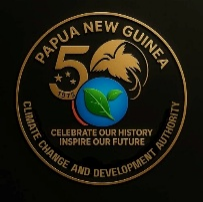 PAPUA NEW GUINEA
50
1975
CELEBRATE OUR HISTORY
INSPIRE OUR FUTURE
CLIMATE CHANGE AND DEVELOPMENT AUTHORITY